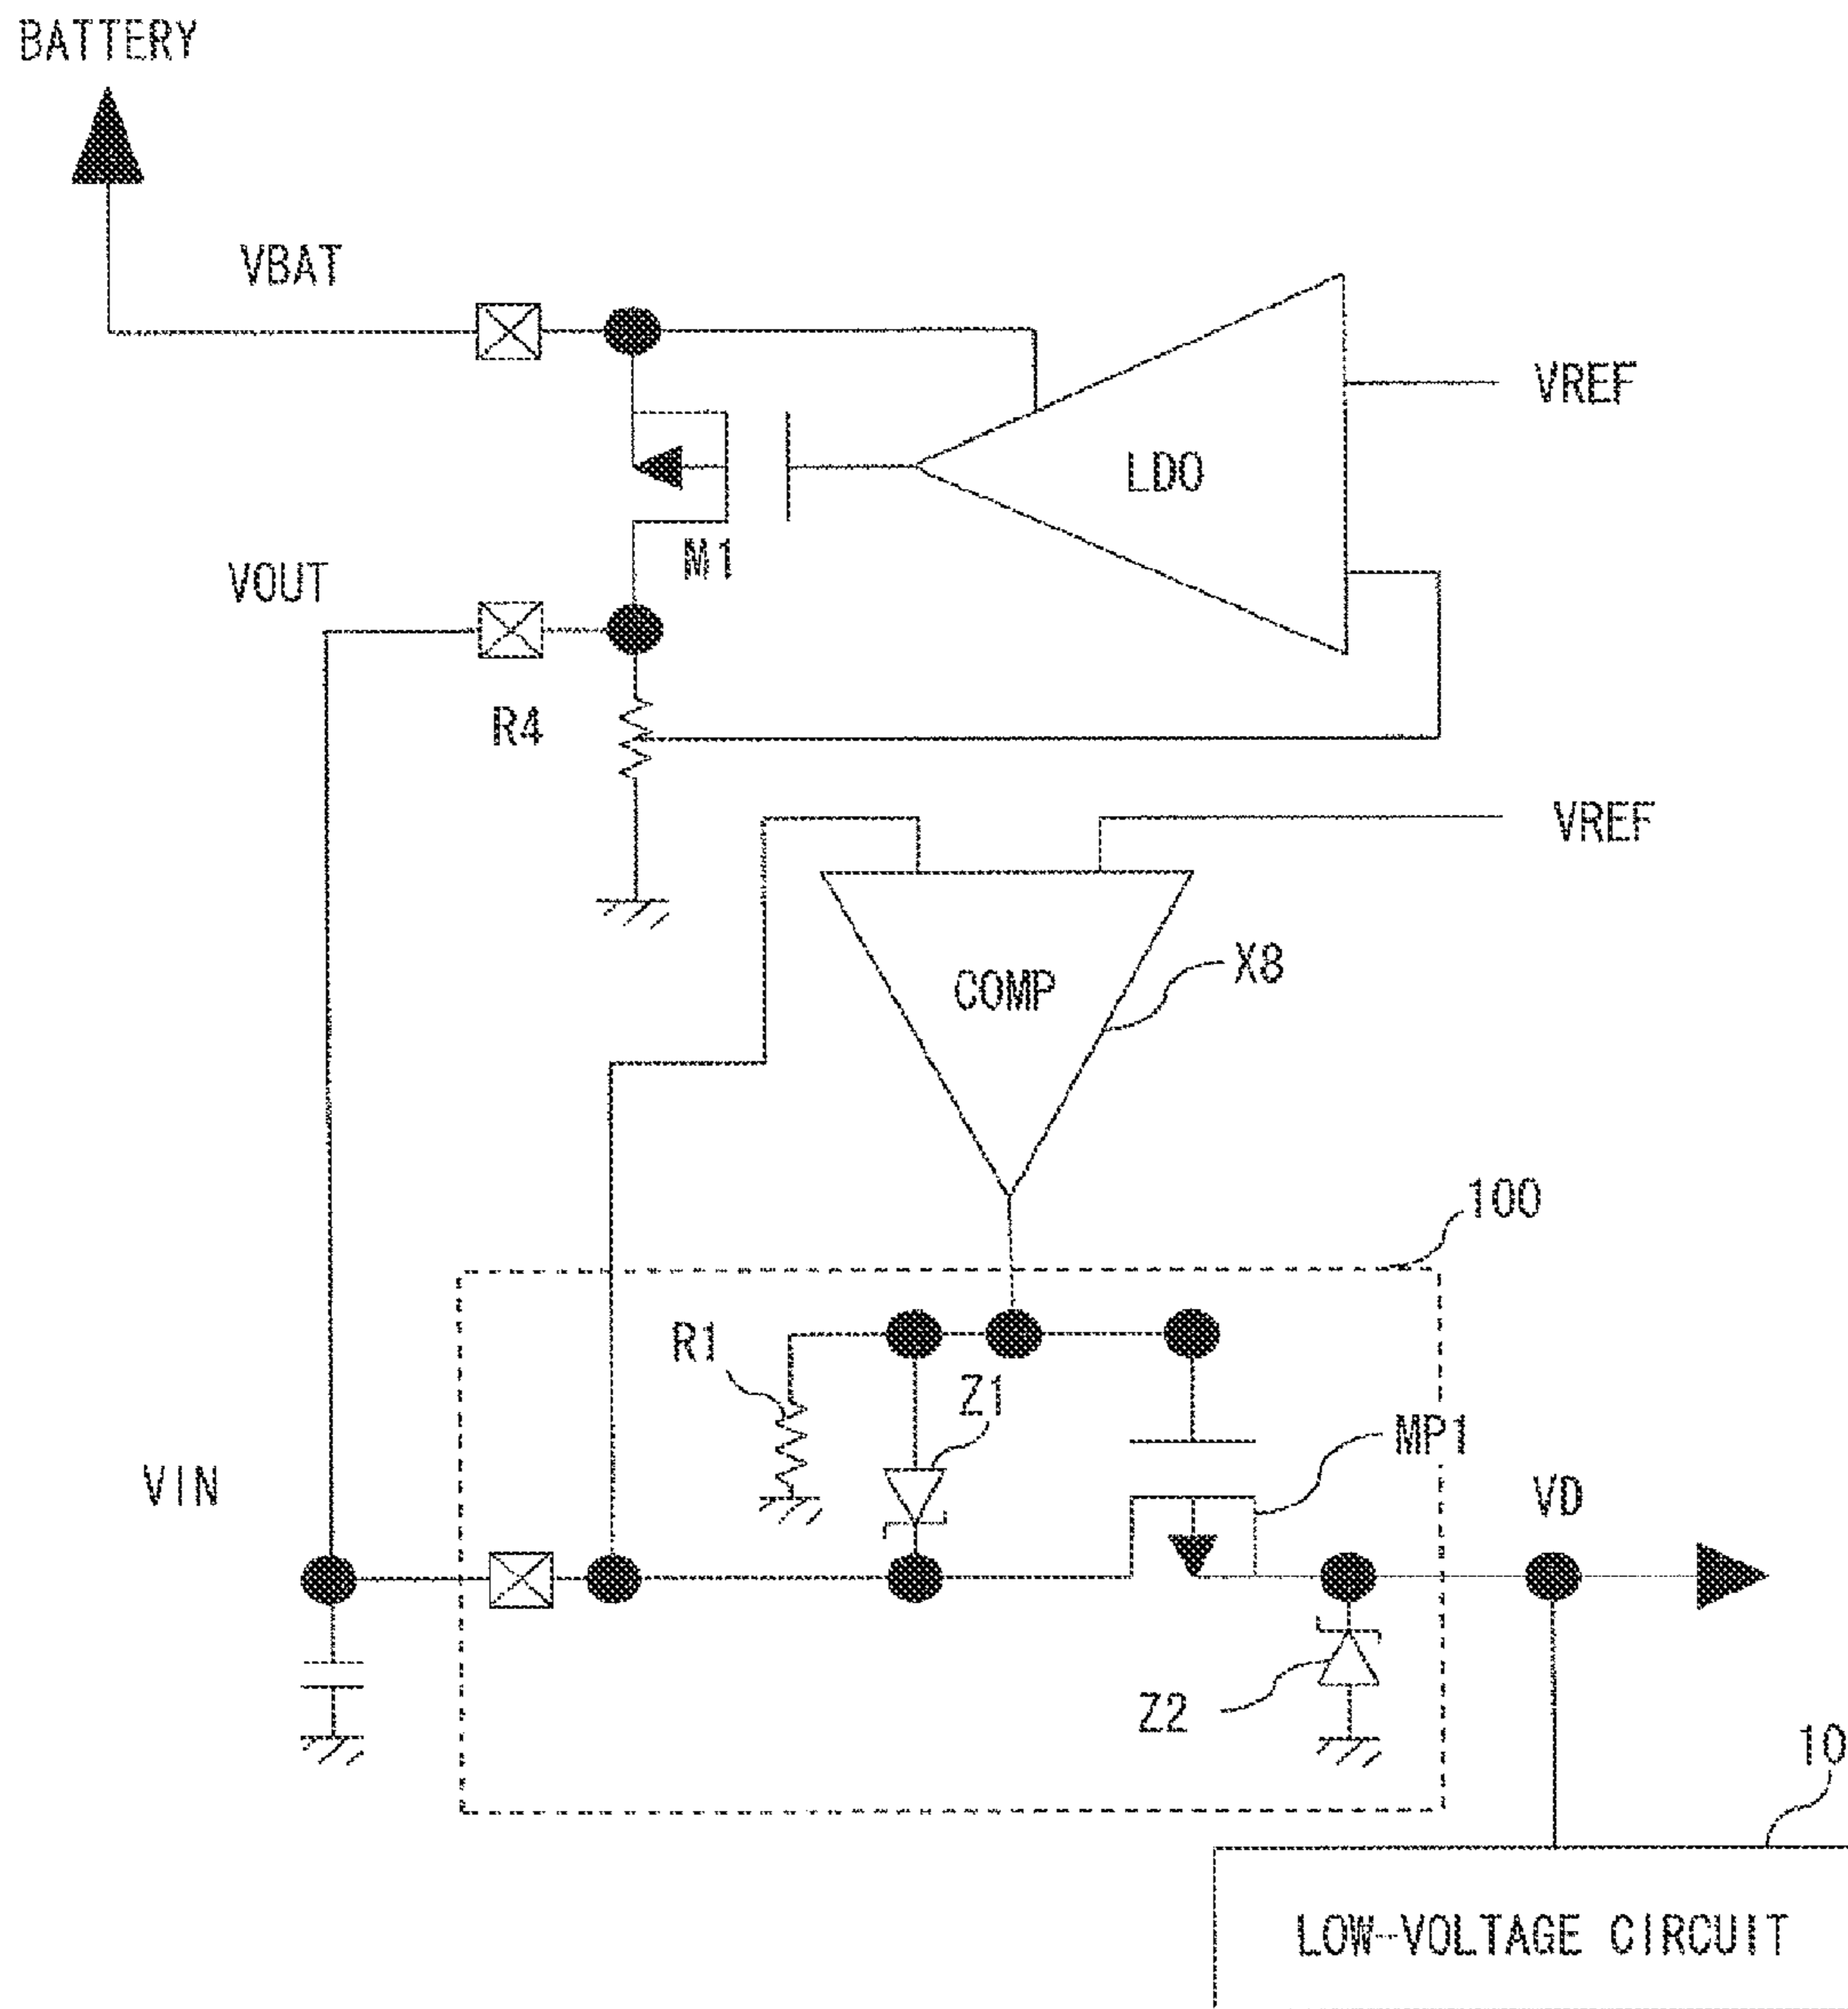 BATTERY
VBAT
VREF
LDO
M1
VOUT
R4
VREF
COMP
X8
100
R1
Z1
MP1
VIN
VD
Z2
10
LOW-VOLTAGE CIRCUIT